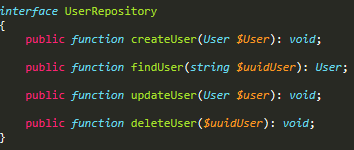 interface UserRepository
{
    public function createUser(User $User): void;
    public function findUser(string $uuidUser): User;
    public function updateUser(User $user): void;
    public function deleteUser($uuidUser): void;
}